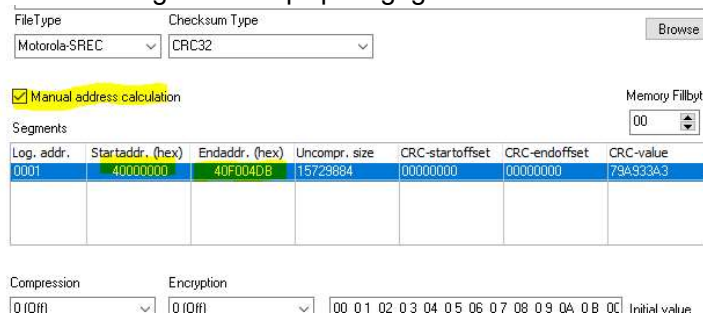 FileType Checksum Type
Browse
Motorola-SREC CRC32
Manual address calculation
Memory Fillbyt
Segments
00
Log. addr. Startaddr. (hex) Endaddr. (hex) Uncompr. size CRC-startoffset CRC-endoffset CRC-value
0001 40000000 40F004DB 15729884 00000000 00000000 79A933A3
Compression Encryption
0 (Off) 0 (Off) 00 01 02 03 04 05 06 07 08 09 0A 0B 0C Initial value